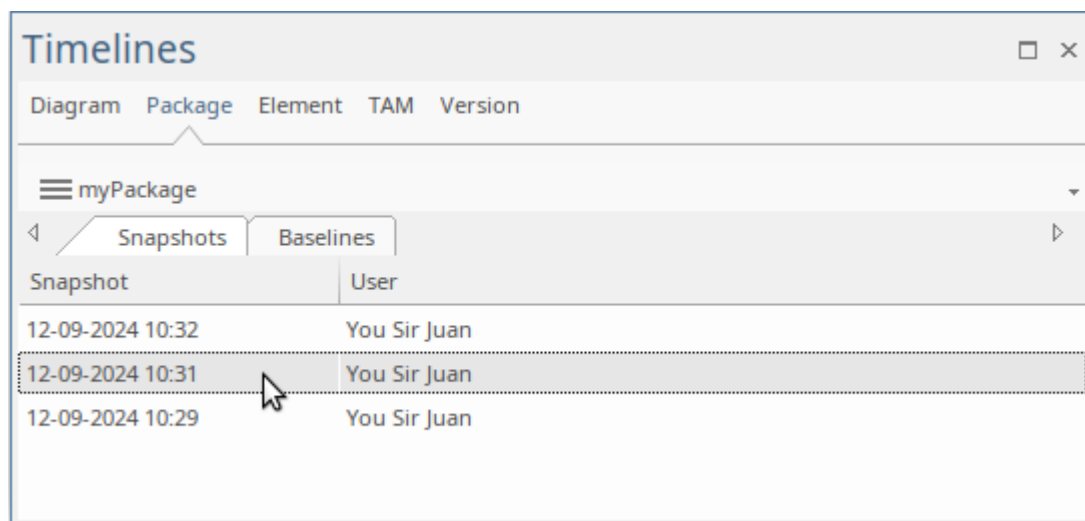 Timelines
Diagram Package Element TAM Version
myPackage
Snapshots Baselines
Snapshot User
12-09-2024 10:32 You Sir Juan
12-09-2024 10:31 You Sir Juan
12-09-2024 10:29 You Sir Juan